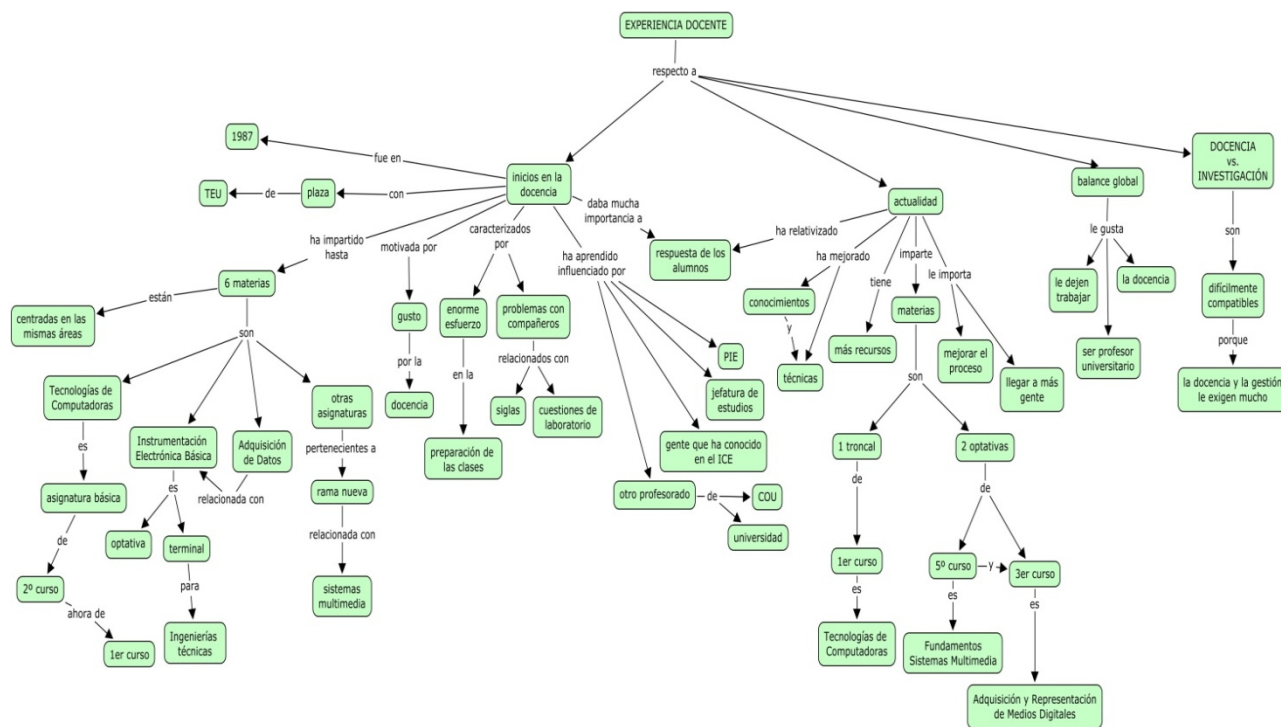 EXPERIENCIA DOCENTE
respecto a
1987
fue en
TEU
de
plaza
con
inicios en la
docencia
daba mucha
importancia a
actualidad
balance global
DOCENCIA
vs.
INVESTIGACIÓN
ha impartido
hasta
motivada por
caracterizados
por
ha aprendido
influenciado por
ha relativizado
respuesta de los
alumnos
ha mejorado
tiene
imparte
le importa
le gusta
son
6 materias
están
centradas en las
mismas áreas
son
gusto
por la
docencia
enorme
esfuerzo
en la
preparación de
las clases
problemas con
compañeros
relacionados con
siglas
cuestiones de
laboratorio
PIE
jefatura de
estudios
gente que ha conocido
en el ICE
otro profesorado
de
COU
universidad
conocimientos
y
técnicas
más recursos
materias
son
mejorar el
proceso
llegar a más
gente
le dejen
trabajar
la docencia
ser profesor
universitario
difícilmente
compatibles
porque
la docencia y la gestión
le exigen mucho
Tecnologías de
Computadoras
es
asignatura básica
de
2º curso
ahora de
1er curso
Instrumentación
Electrónica Básica
es
optativa
terminal
para
Ingenierías
técnicas
Adquisición
de Datos
relacionada con
otras
asignaturas
pertenecientes a
rama nueva
relacionada con
sistemas
multimedia
1 troncal
de
1er curso
es
Tecnologías de
Computadoras
2 optativas
de
5º curso
y
3er curso
es
Fundamentos
Sistemas Multimedia
es
Adquisición y Representación
de Medios Digitales